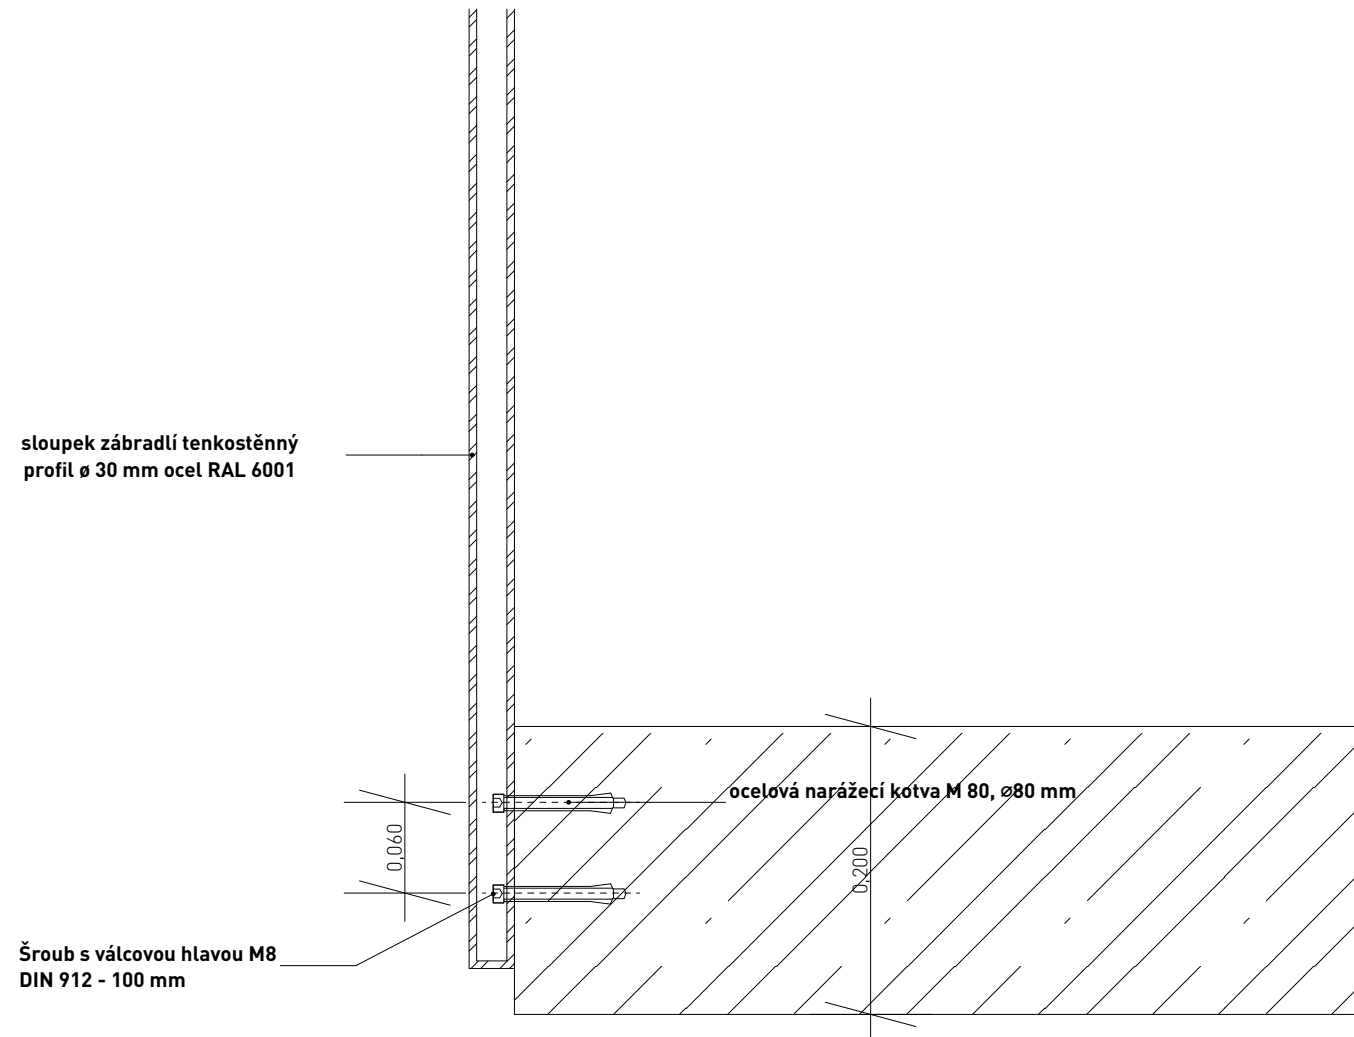 sloupek zábradlí tenkostěnný
profil ø 30 mm ocel RAL 6001
ocelová narážecí kotva M 80, ⌀80 mm
0,060
0,200
Šroub s válcovou hlavou M8
DIN 912 - 100 mm